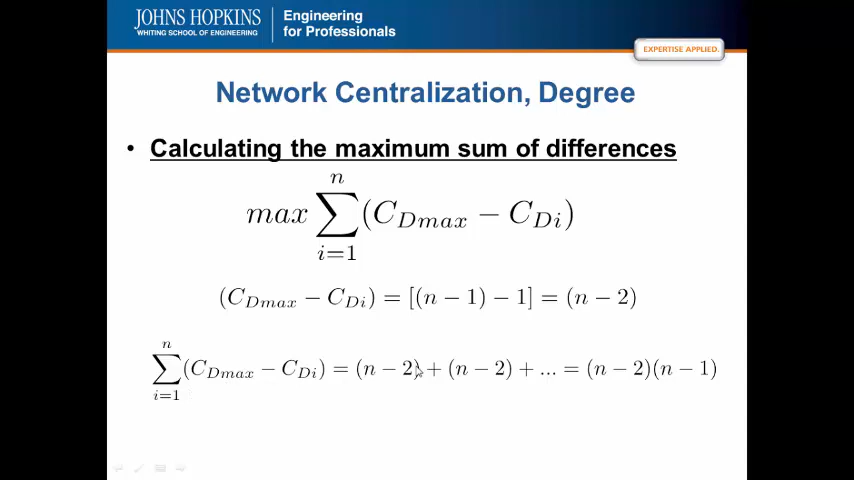 JOHNS HOPKINS
WHITING SCHOOL OF ENGINEERING
Engineering
for Professionals
EXPERTISE APPLIED.
Network Centralization, Degree
• Calculating the maximum sum of differences
$max \sum_{i=1}^{n} (C_{Dmax} - C_{Di})$
$(C_{Dmax} - C_{Di}) = [(n-1) - 1] = (n-2)$
$\sum_{i=1}^{n} (C_{Dmax} - C_{Di}) = (n-2) + (n-2) + ... = (n-2)(n-1)$